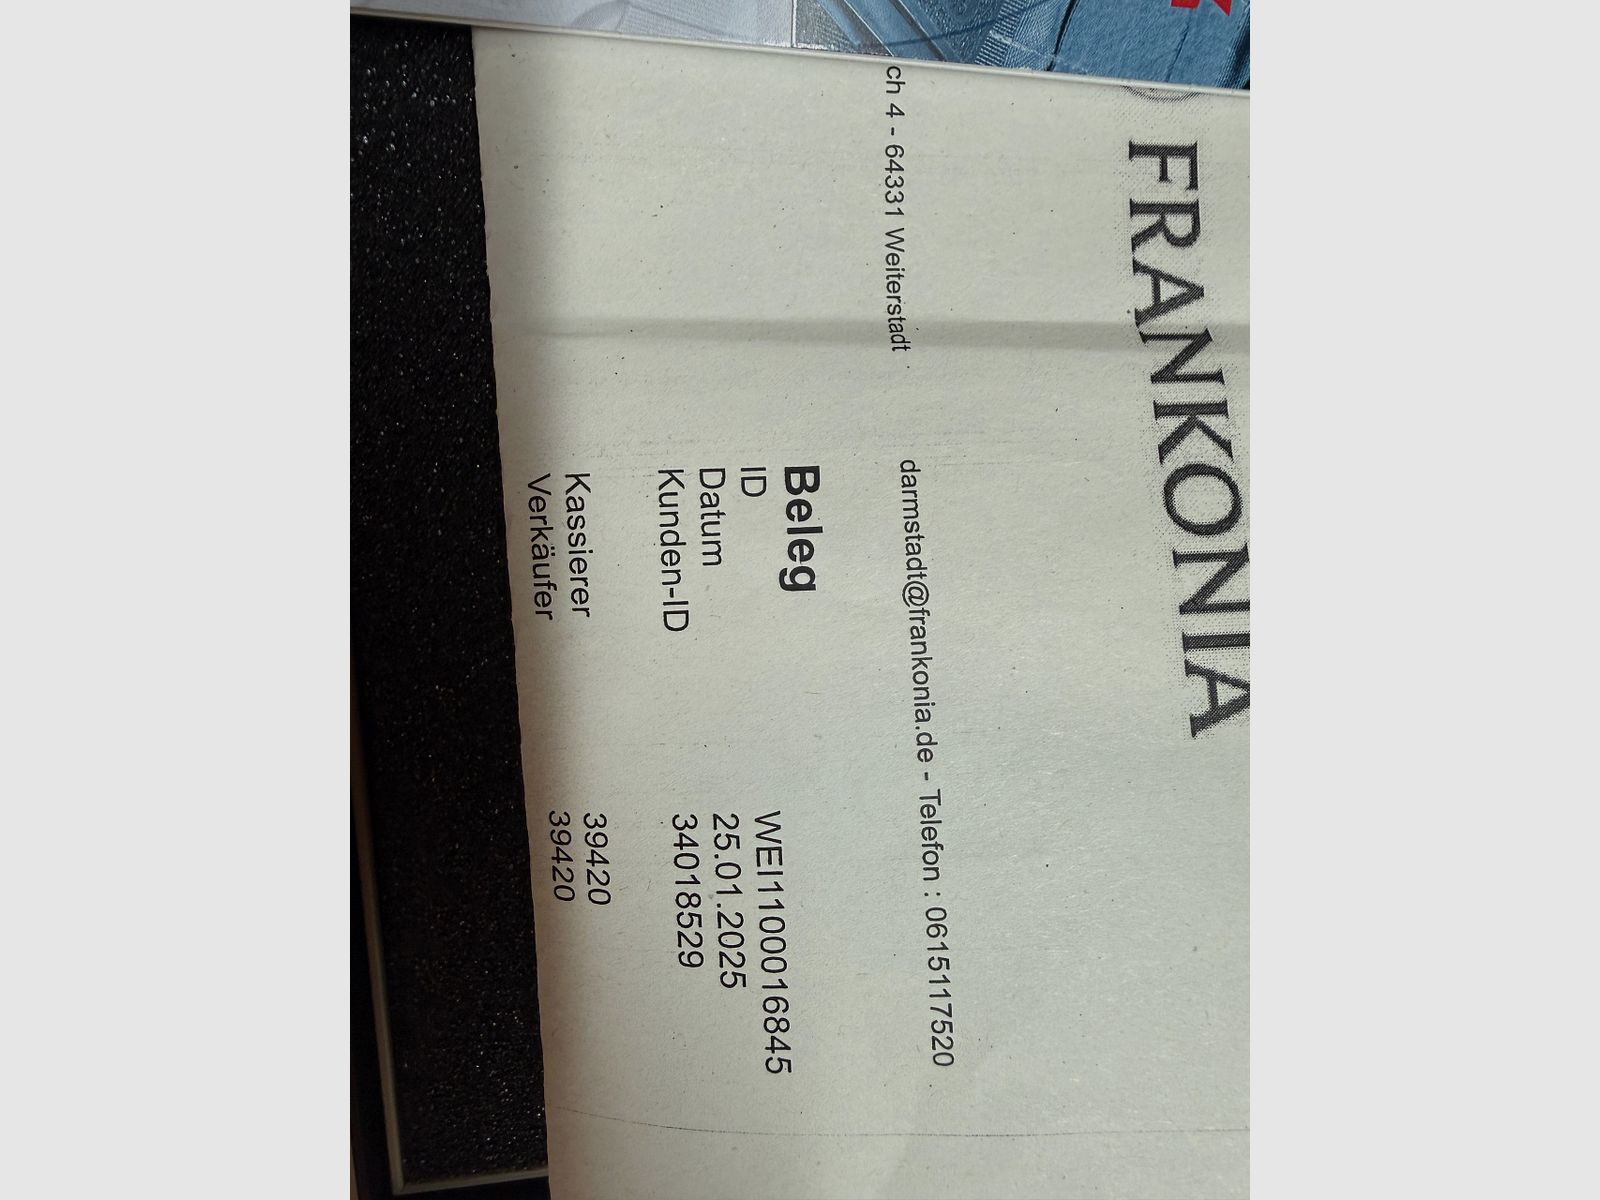 FRANKONIA
ch 4 - 64331 Weiterstadt
darmstadt@frankonia.de - Telefon : 0615117520
Beleg
ID WEI1100016845
Datum 25.01.2025
Kunden-ID 34018529
Kassierer 39420
Verkäufer 39420